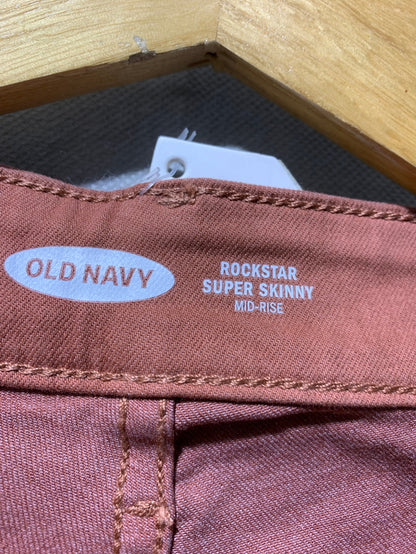 OLD NAVY
ROCKSTAR
SUPER SKINNY
MID-RISE